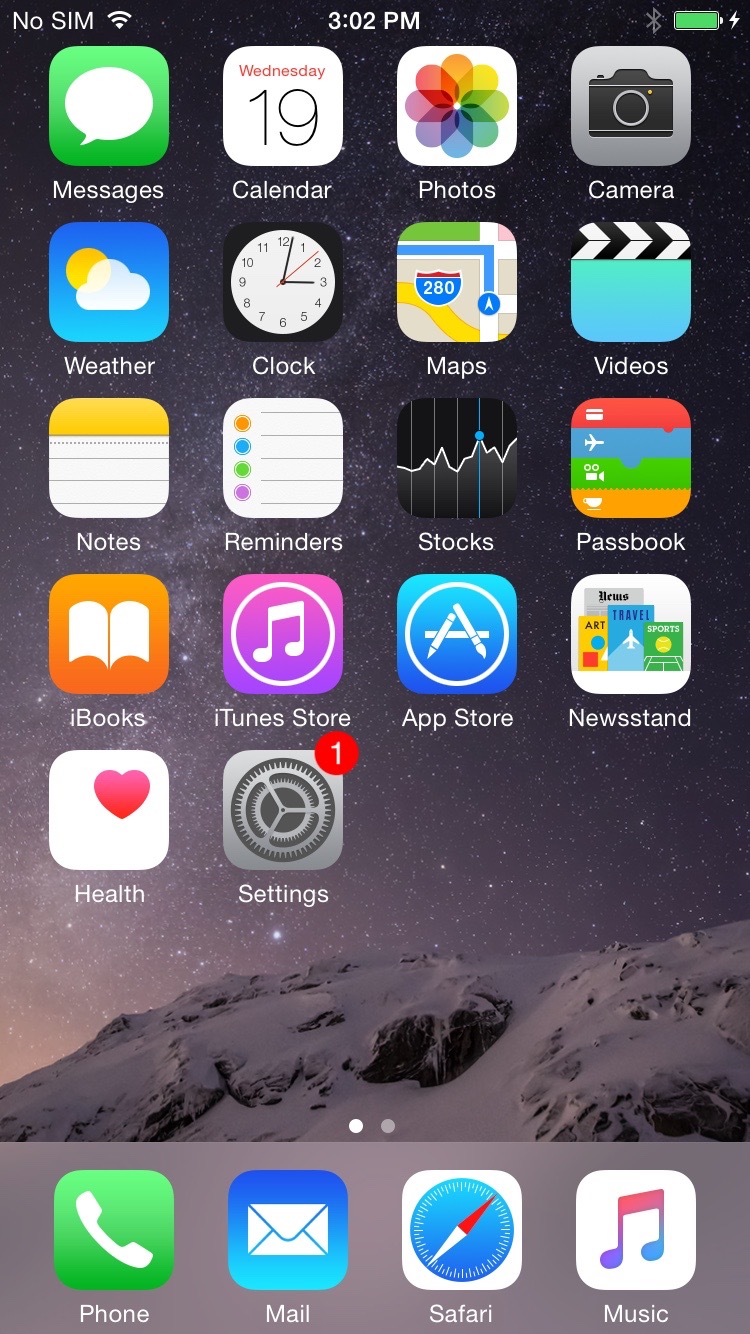 No SIM 3:02 PM
Wednesday
19
Messages Calendar Photos Camera
12
11 1
10 2
9 3
8 4
7 5
6
280
Weather Clock Maps Videos
Notes Reminders Stocks Passbook
News
TRAVEL
ART
SPORTS
iBooks iTunes Store App Store Newsstand
1
Health Settings
Phone Mail Safari Music